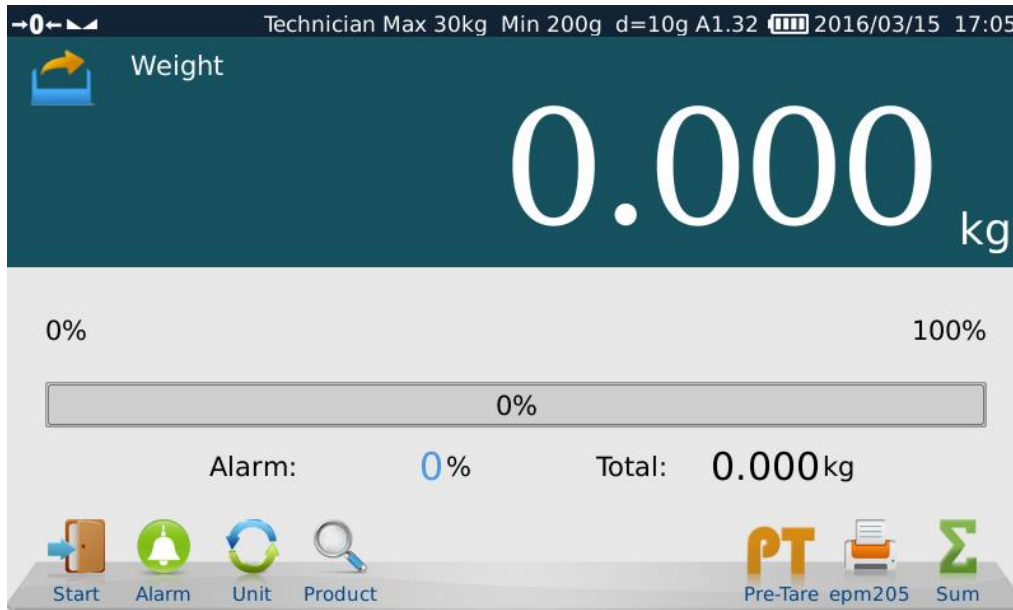 →0← Technician Max 30kg Min 200g d=10g A1.32 2016/03/15 17:05
Weight
0.000 kg
0% 100%
0%
Alarm: 0% Total: 0.000kg
PT
Start Alarm Unit Product Pre-Tare epm205 Sum